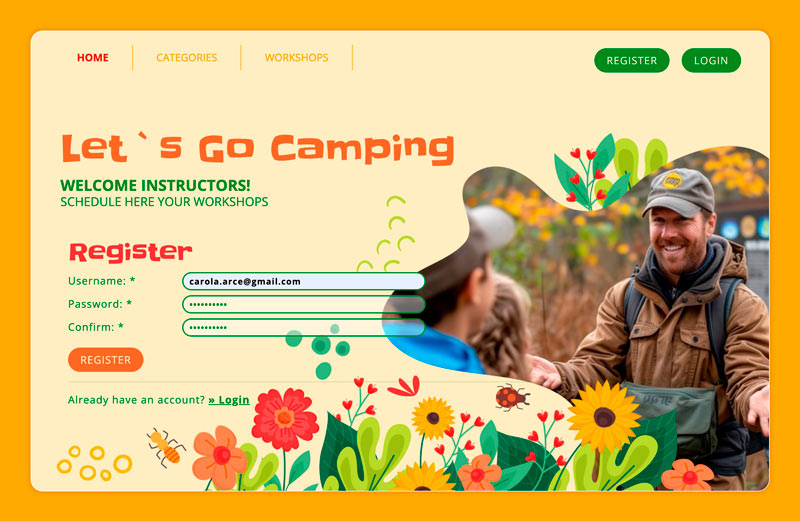 HOME
CATEGORIES
WORKSHOPS
REGISTER
LOGIN
Let`s Go Camping
WELCOME INSTRUCTORS!
SCHEDULE HERE YOUR WORKSHOPS
Register
Username: *
carola.arce@gmail.com
Password: *
••••••••••
Confirm: *
••••••••••
REGISTER
Already have an account? » Login